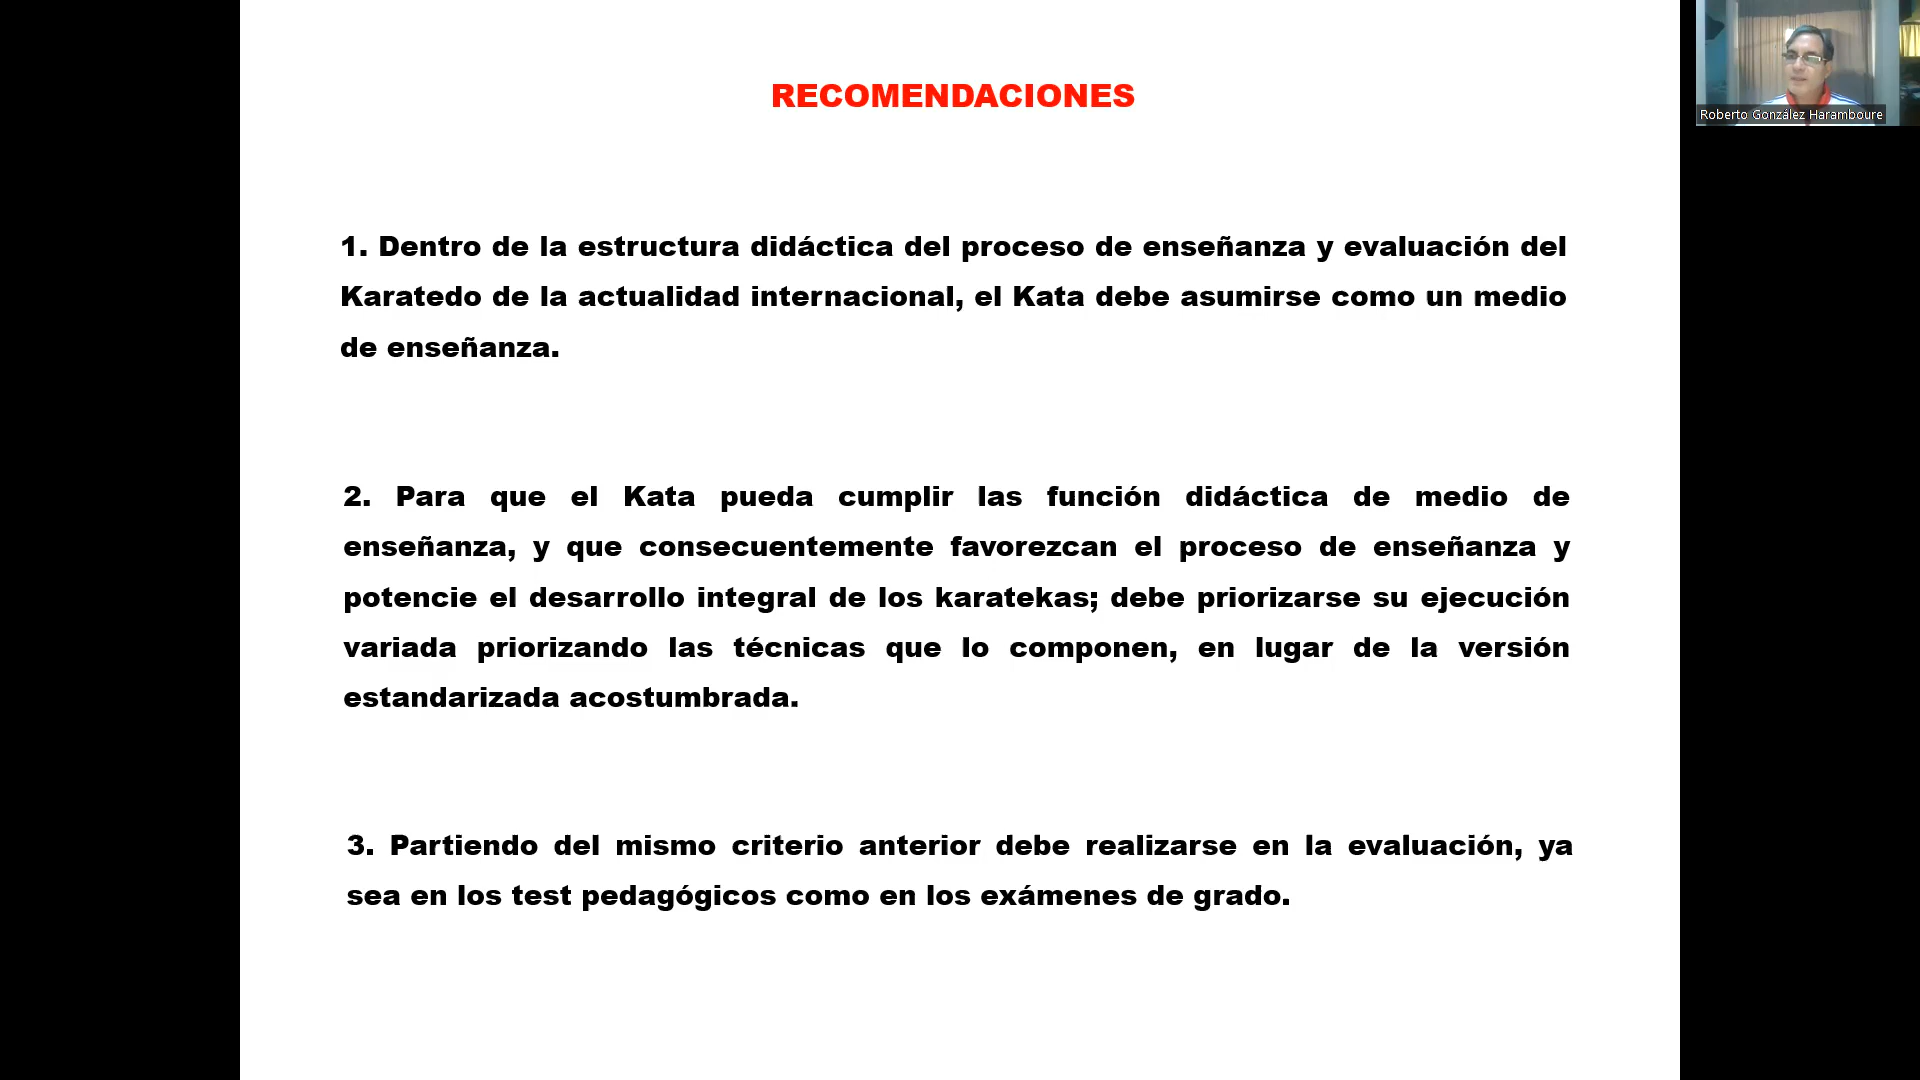 RECOMENDACIONES
Roberto González Haramboure
1. Dentro de la estructura didáctica del proceso de enseñanza y evaluación del
Karatedo de la actualidad internacional, el Kata debe asumirse como un medio
de enseñanza.
2. Para que el Kata pueda cumplir las función didáctica de medio de
enseñanza, y que consecuentemente favorezcan el proceso de enseñanza y
potencie el desarrollo integral de los karatekas; debe priorizarse su ejecución
variada priorizando las técnicas que lo componen, en lugar de la versión
estandarizada acostumbrada.
3. Partiendo del mismo criterio anterior debe realizarse en la evaluación, ya
sea en los test pedagógicos como en los exámenes de grado.